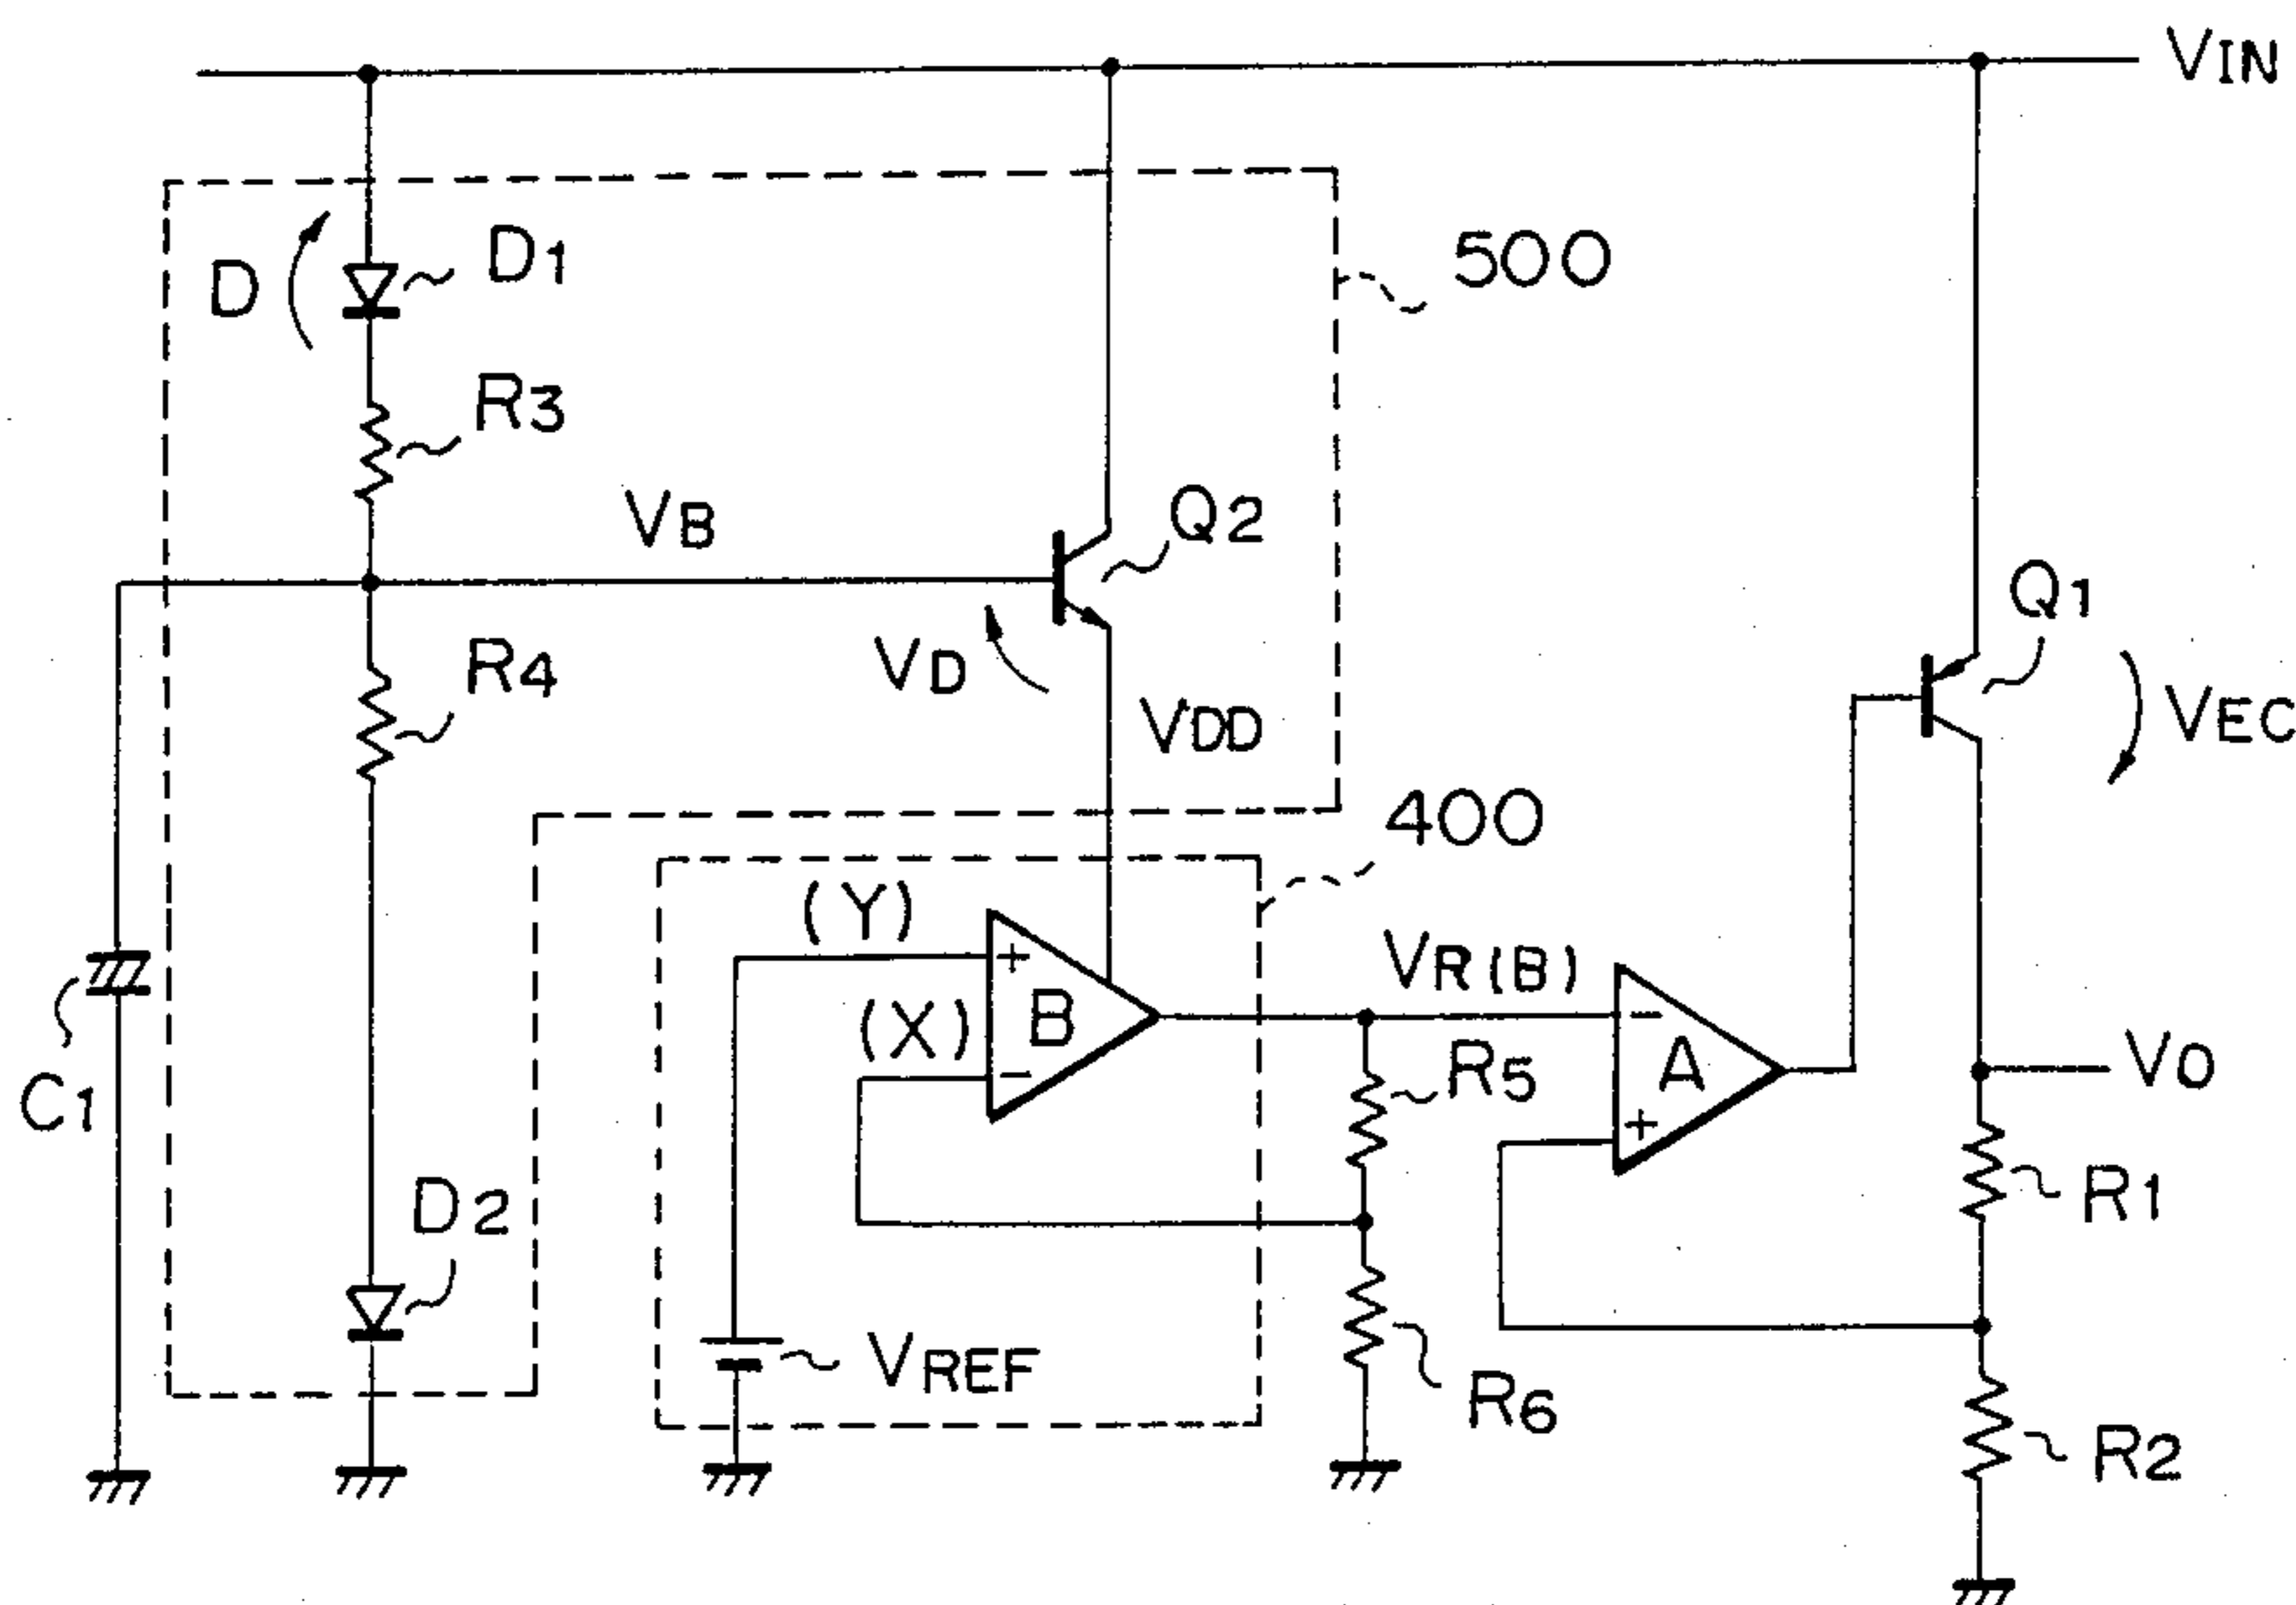 VIN
D
D1
500
R3
VB
Q2
Q1
R4
VD
VDD
VEC
400
(Y)
+
VR(B)
−
(X)
B
R5
A
VO
−
C1
+
R1
D2
VREF
R6
R2